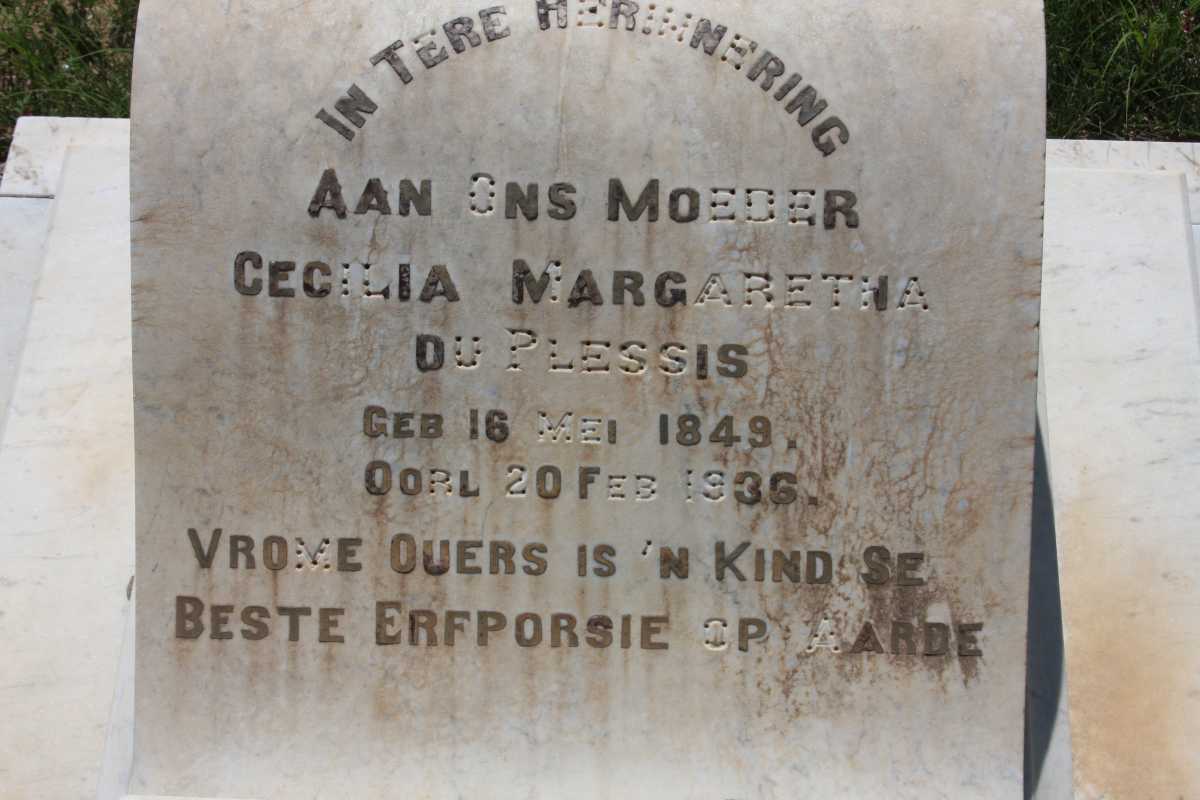 IN TERE HERINNERING
AAN ONS MOEDER
CECILIA MARGARETHA
DU PLESSIS
GEB 16 MEI 1849.
OORL 20 FEB 1936.
VROME OUERS IS 'N KIND SE
BESTE ERFPORSIE OP AARDE